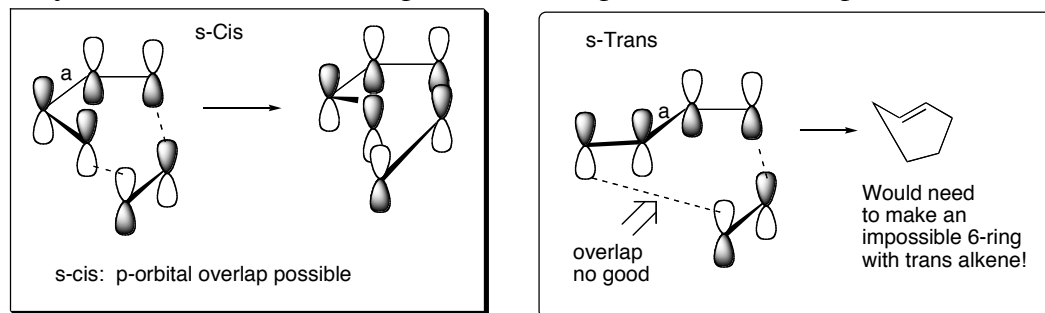 s-Cis
a
s-cis: p-orbital overlap possible
s-Trans
a
overlap
no good
Would need
to make an
impossible 6-ring
with trans alkene!